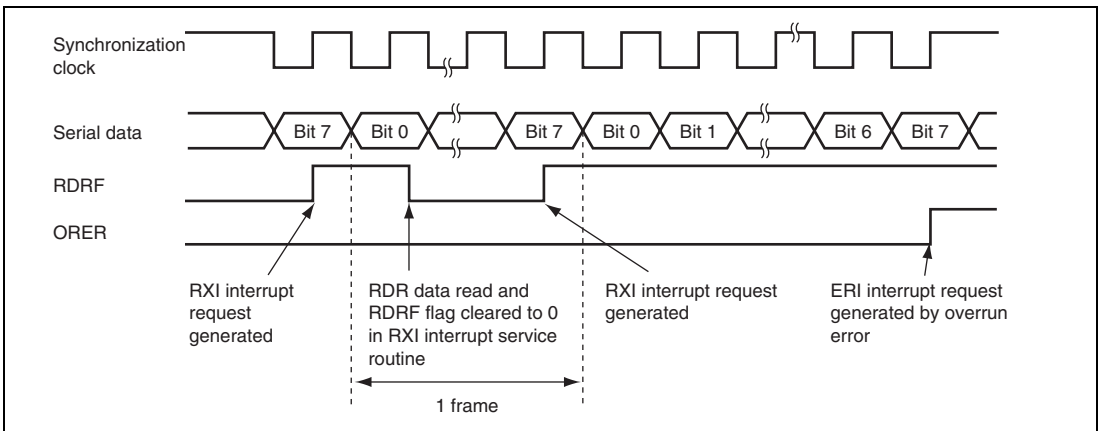 Synchronization
clock
Serial data
Bit 7
Bit 0
Bit 7
Bit 0
Bit 1
Bit 6
Bit 7
RDRF
ORER
RXI interrupt
request
generated
RDR data read and
RDRF flag cleared to 0
in RXI interrupt service
routine
RXI interrupt request
generated
ERI interrupt request
generated by overrun
error
1 frame